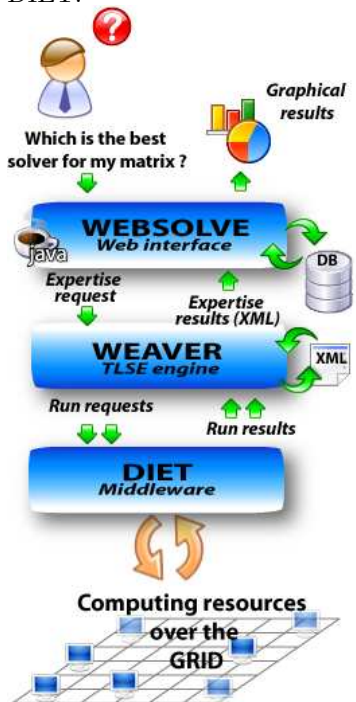 DIET.
?
Graphical
results
Which is the best
solver for my matrix ?
WEBSOLVE
Web interface
java
DB
Expertise
request
Expertise
results (XML)
WEAVER
TLSE engine
XML
Run requests
Run results
DIET
Middleware
Computing resources
over the
GRID